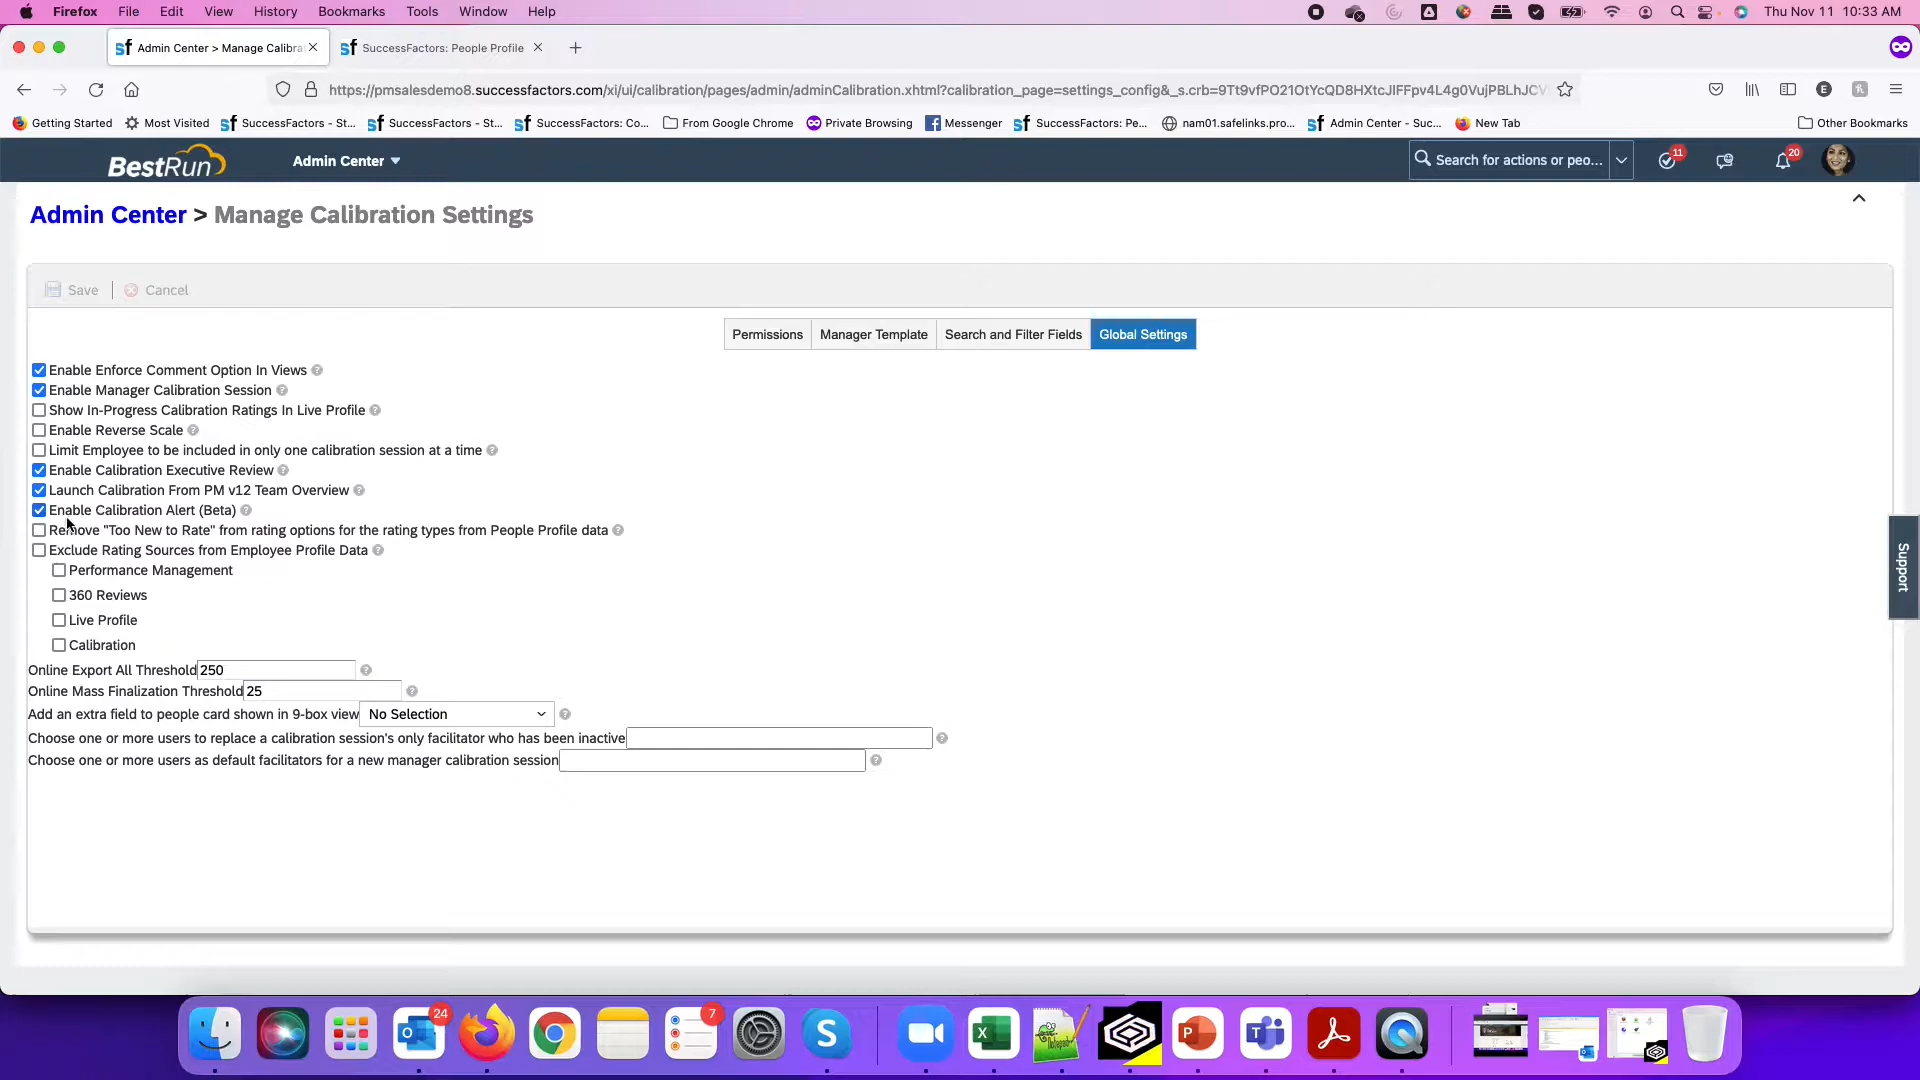 Firefox File Edit View History Bookmarks Tools Window Help Thu Nov 11 10:33 AM
Admin Center > Manage Calibra SuccessFactors: People Profile
https://pmsalesdemo8.successfactors.com/xi/ui/calibration/pages/admin/adminCalibration.xhtml?calibration_page=settings_config&_s.crb=9Tt9vfPO21OtYcQD8HXtcJIFFpv4L4g0VujPBLhJCV
Getting Started Most Visited SuccessFactors - St... SuccessFactors - St... SuccessFactors: Co... From Google Chrome Private Browsing Messenger SuccessFactors: Pe... nam01.safelinks.pro... Admin Center - Suc... New Tab Other Bookmarks
BestRun Admin Center Search for actions or peo... 11 20
Admin Center > Manage Calibration Settings
Save Cancel
Permissions Manager Template Search and Filter Fields Global Settings
Enable Enforce Comment Option In Views
Enable Manager Calibration Session
Show In-Progress Calibration Ratings In Live Profile
Enable Reverse Scale
Limit Employee to be included in only one calibration session at a time
Enable Calibration Executive Review
Launch Calibration From PM v12 Team Overview
Enable Calibration Alert (Beta)
Remove "Too New to Rate" from rating options for the rating types from People Profile data
Exclude Rating Sources from Employee Profile Data
Performance Management
360 Reviews
Live Profile
Calibration
Online Export All Threshold 250
Online Mass Finalization Threshold 25
Add an extra field to people card shown in 9-box view No Selection
Choose one or more users to replace a calibration session's only facilitator who has been inactive
Choose one or more users as default facilitators for a new manager calibration session
Support
24 7